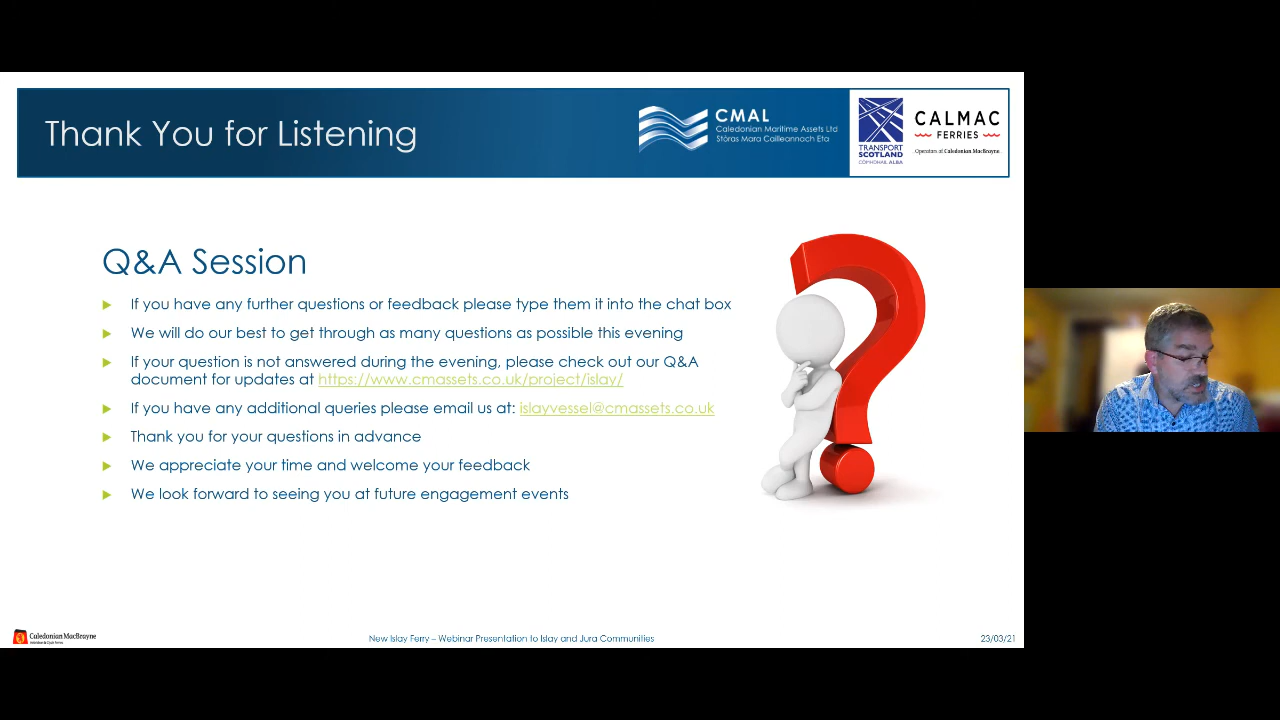 Thank You for Listening
CMAL
Caledonian Maritime Assets Ltd
Stòras Mara Cailleannach Eta
TRANSPORT
SCOTLAND
CÒMHDHAIL ALBA
CALMAC
FERRIES
Operators of Caledonian MacBrayne
Q&A Session
If you have any further questions or feedback please type them it into the chat box
We will do our best to get through as many questions as possible this evening
If your question is not answered during the evening, please check out our Q&A
document for updates at https://www.cmassets.co.uk/project/islay/
If you have any additional queries please email us at: islayvessel@cmassets.co.uk
Thank you for your questions in advance
We appreciate your time and welcome your feedback
We look forward to seeing you at future engagement events
Caledonian MacBrayne
New Islay Ferry – Webinar Presentation to Islay and Jura Communities
23/03/21